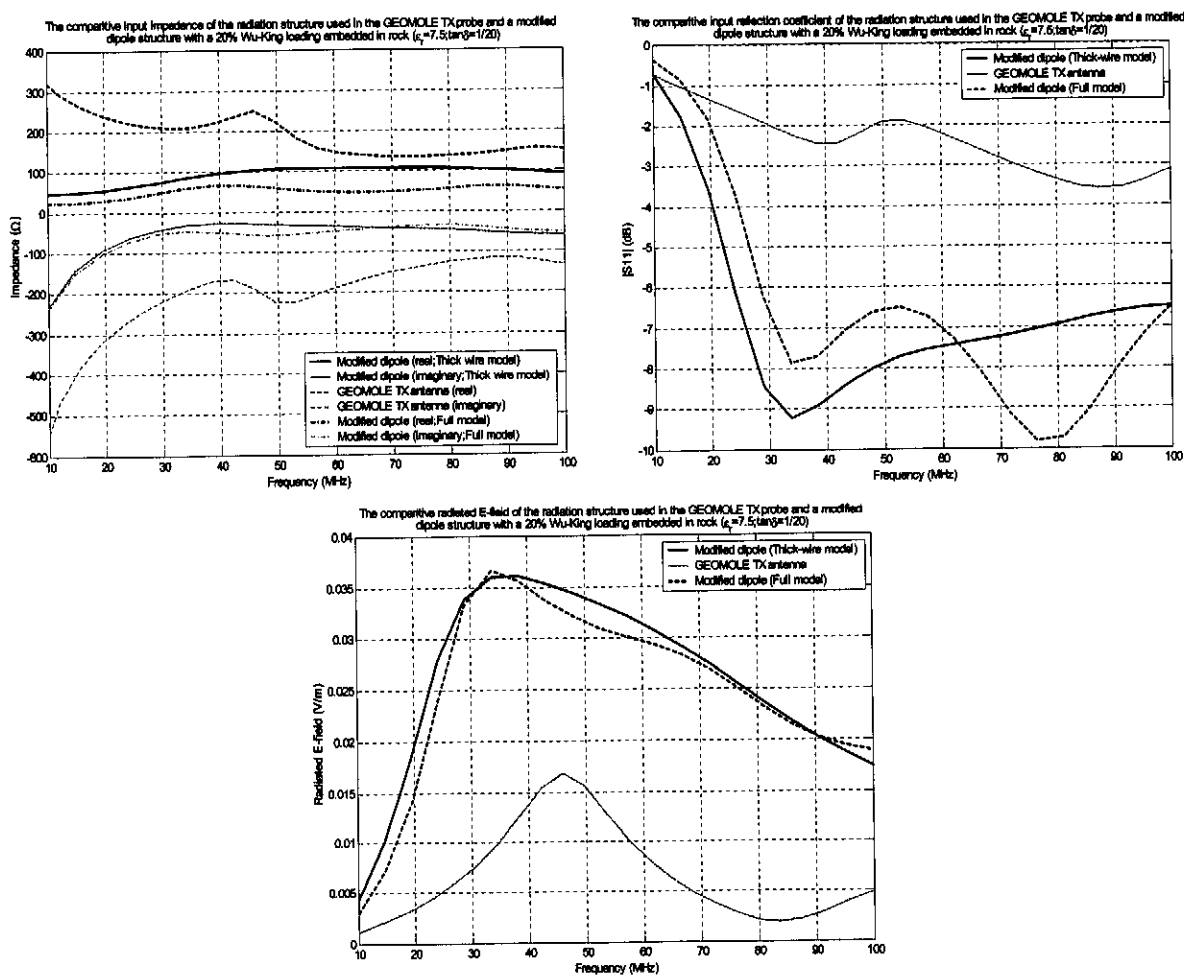 The comparitive input impedance of the radiation structure used in the GEOMOLE TX probe and a modified
dipole structure with a 20% Wu-King loading embedded in rock (εr=7.5;tanδ=1/20)
400
300
200
100
0
-100
-200
-300
-400
-500
-600
Impedance (Ω)
Modified dipole (real;Thick wire model)
Modified dipole (imaginary;Thick wire model)
GEOMOLE TX antenna (real)
GEOMOLE TX antenna (imaginary)
Modified dipole (real;Full model)
Modified dipole (imaginary;Full model)
10 20 30 40 50 60 70 80 90 100
Frequency (MHz)
The comparitive input reflection coefficient of the radiation structure used in the GEOMOLE TX probe and a modified
dipole structure with a 20% Wu-King loading embedded in rock (εr=7.5;tanδ=1/20)
0
-1
-2
-3
-4
-5
-6
-7
-8
-9
-10
|S11| (dB)
Modified dipole (Thick-wire model)
GEOMOLE TX antenna
Modified dipole (Full model)
10 20 30 40 50 60 70 80 90 100
Frequency (MHz)
The comparitive radiated E-field of the radiation structure used in the GEOMOLE TX probe and a modified
dipole structure with a 20% Wu-King loading embedded in rock (εr=7.5;tanδ=1/20)
0.04
0.035
0.03
0.025
0.02
0.015
0.01
0.005
0
Radiated E-field (V/m)
Modified dipole (Thick-wire model)
GEOMOLE TX antenna
Modified dipole (Full model)
10 20 30 40 50 60 70 80 90 100
Frequency (MHz)